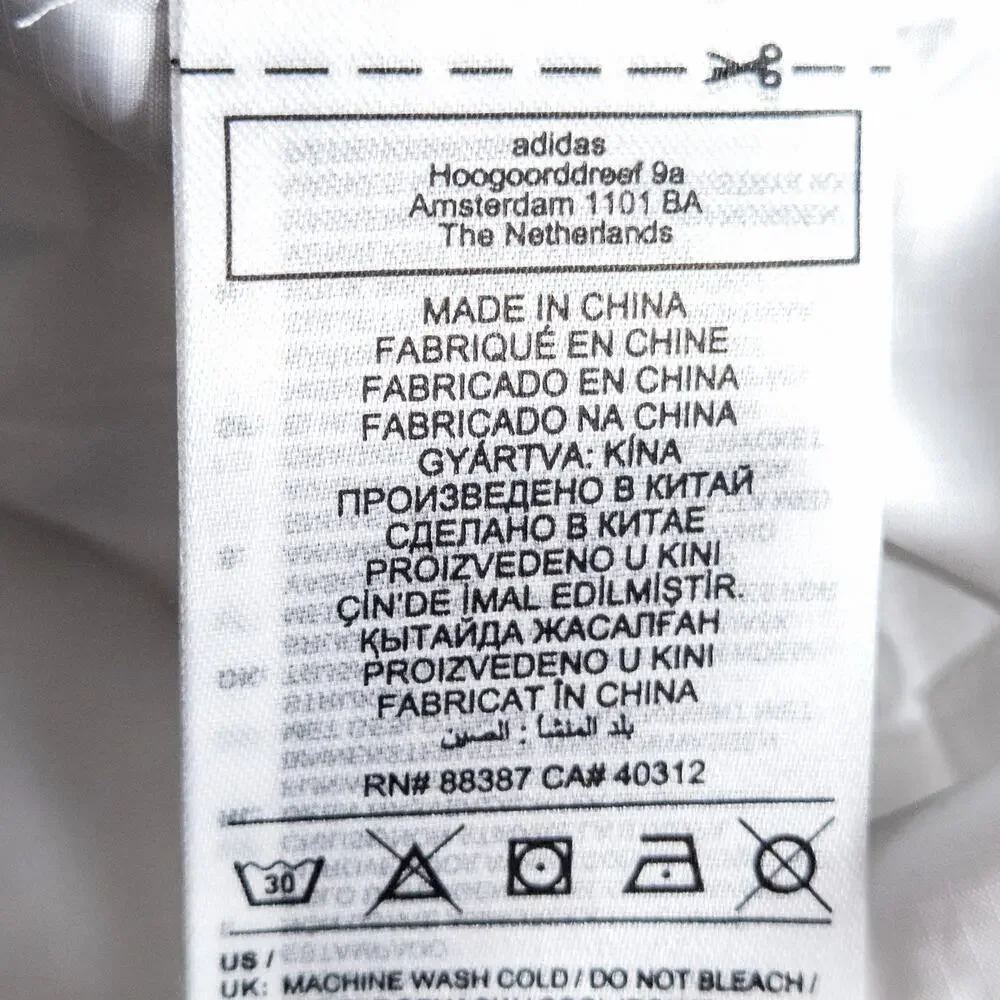 adidas
Hoogoorddreef 9a
Amsterdam 1101 BA
The Netherlands
MADE IN CHINA
FABRIQUÉ EN CHINE
FABRICADO EN CHINA
FABRICADO NA CHINA
GYÁRTVA: KÍNA
ПРОИЗВЕДЕНО В КИТАЙ
СДЕЛАНО В КИТАЕ
PROIZVEDENO U KINI
ÇİN'DE İMAL EDİLMİŞTİR.
ҚЫТАЙДА ЖАСАЛҒАН
PROIZVEDENO U KINI
FABRICAT ÎN CHINA
بلد المنشأ : الصين
RN# 88387 CA# 40312
30
US /
UK: MACHINE WASH COLD / DO NOT BLEACH /